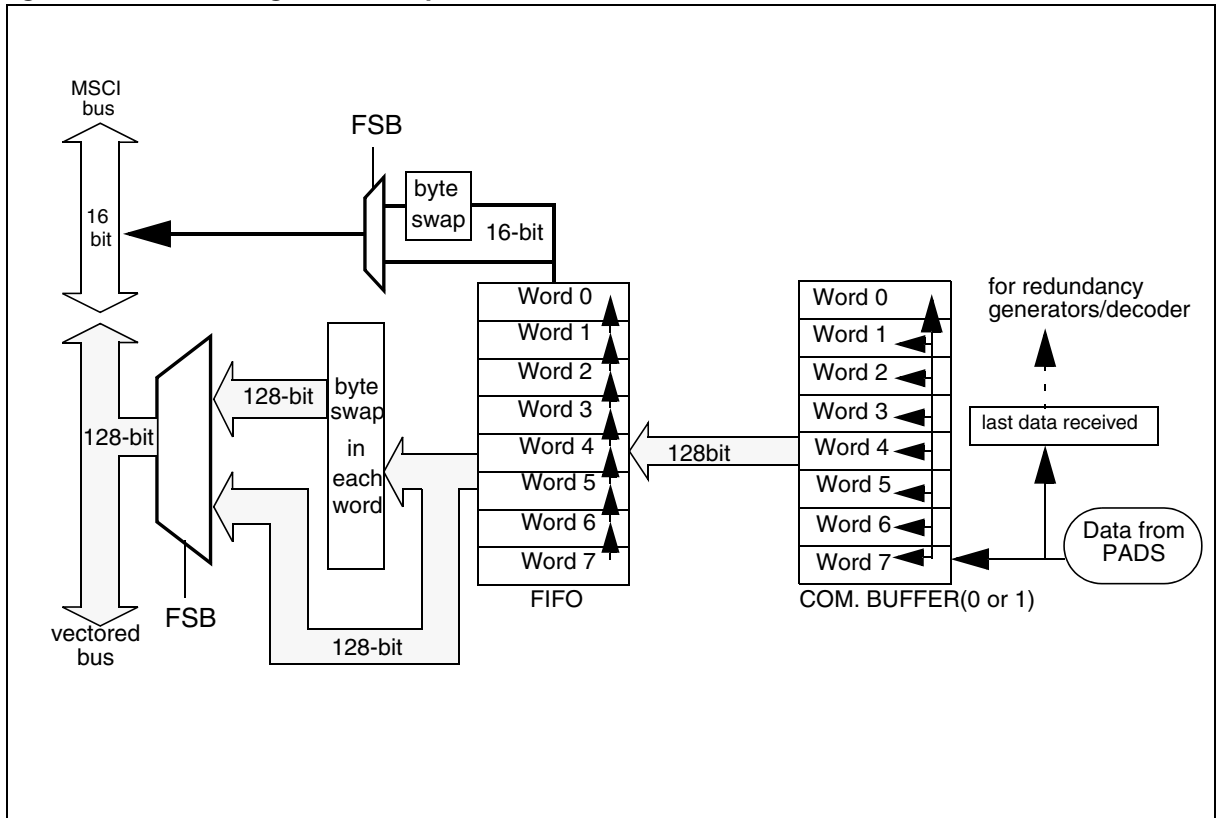 MSCI
bus
16
bit
FSB
byte
swap
16-bit
128-bit
FSB
vectored
bus
128-bit
byte
swap
in
each
word
128-bit
Word 0
Word 1
Word 2
Word 3
Word 4
Word 5
Word 6
Word 7
FIFO
128bit
Word 0
Word 1
Word 2
Word 3
Word 4
Word 5
Word 6
Word 7
COM. BUFFER(0 or 1)
for redundancy
generators/decoder
last data received
Data from
PADS